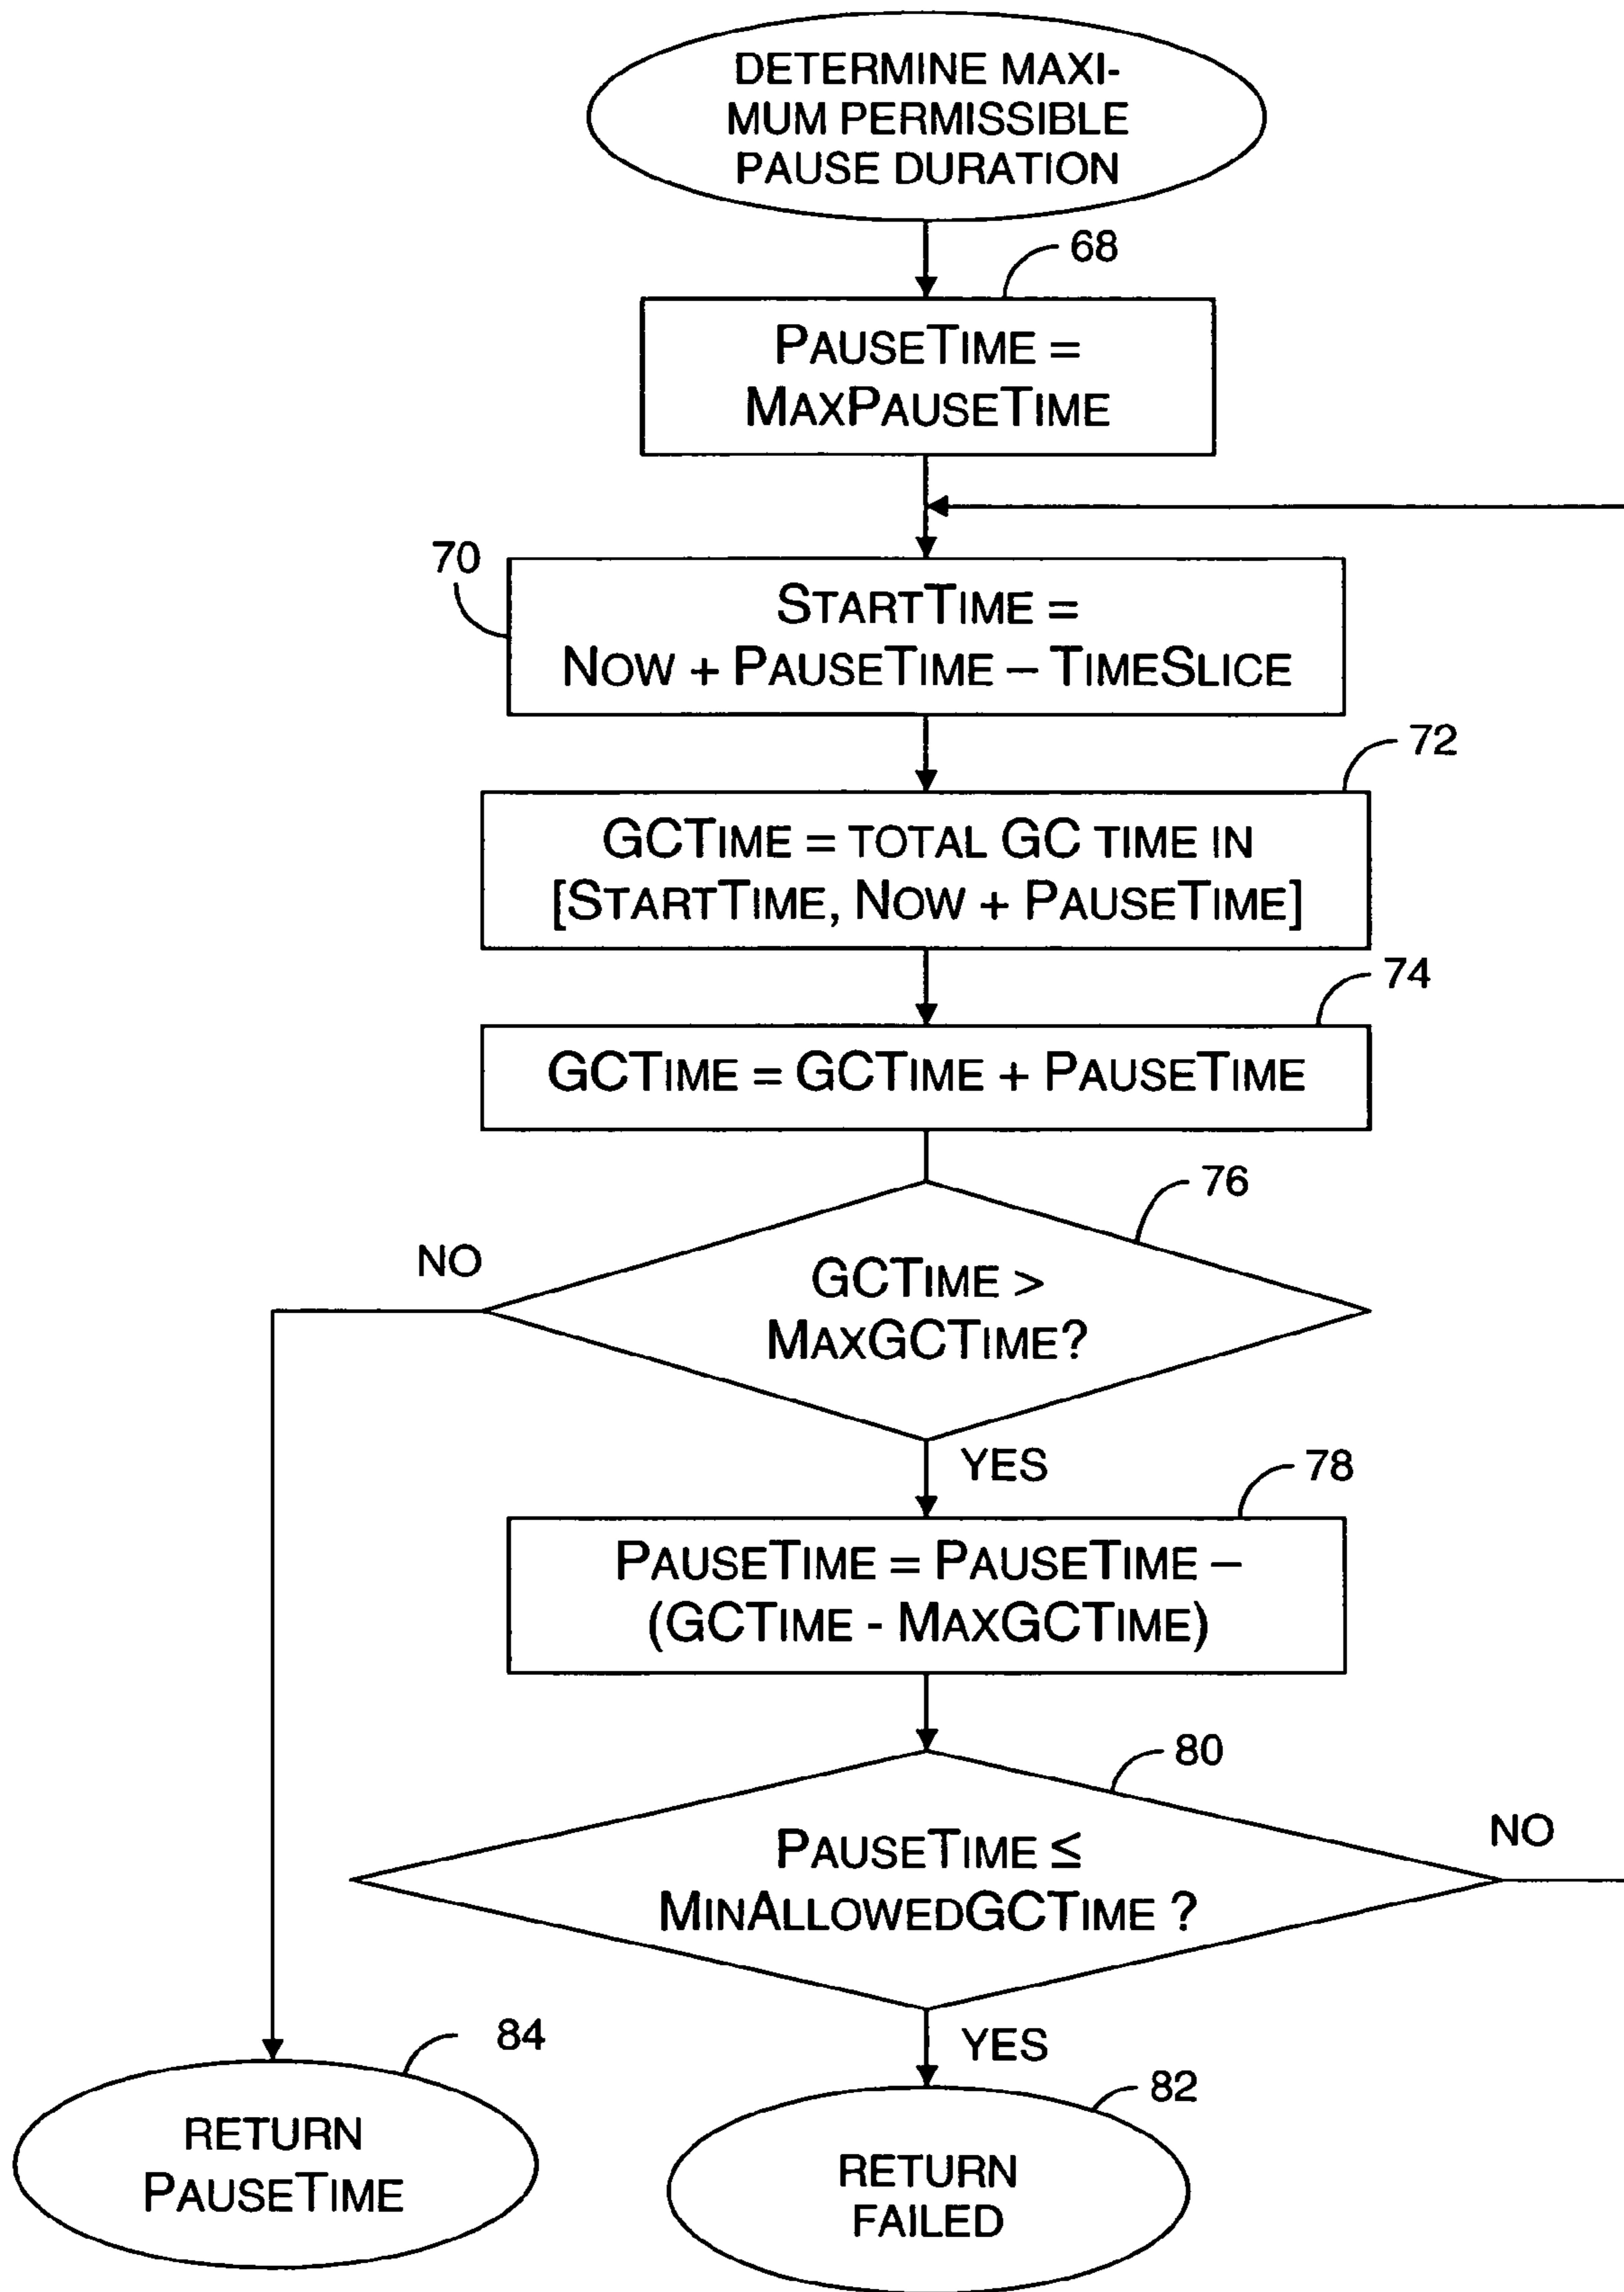 DETERMINE MAXI-
MUM PERMISSIBLE
PAUSE DURATION
68
PAUSETIME =
MAXPAUSETIME
70
STARTTIME =
NOW + PAUSETIME – TIMESLICE
72
GCTIME = TOTAL GC TIME IN
[STARTTIME, NOW + PAUSETIME]
74
GCTIME = GCTIME + PAUSETIME
76
NO
GCTIME >
MAXGCTIME?
YES
78
PAUSETIME = PAUSETIME –
(GCTIME - MAXGCTIME)
80
NO
PAUSETIME ≤
MINALLOWEDGCTIME ?
YES
84
82
RETURN
PAUSETIME
RETURN
FAILED